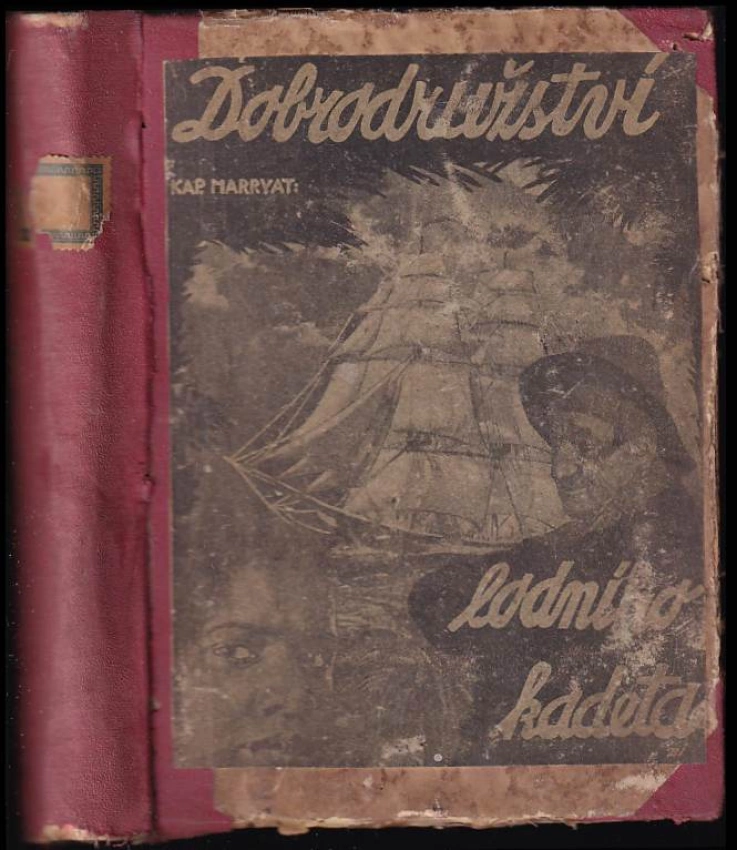 Dobrodružství
KAP. MARRYAT:
lodního
kadeta